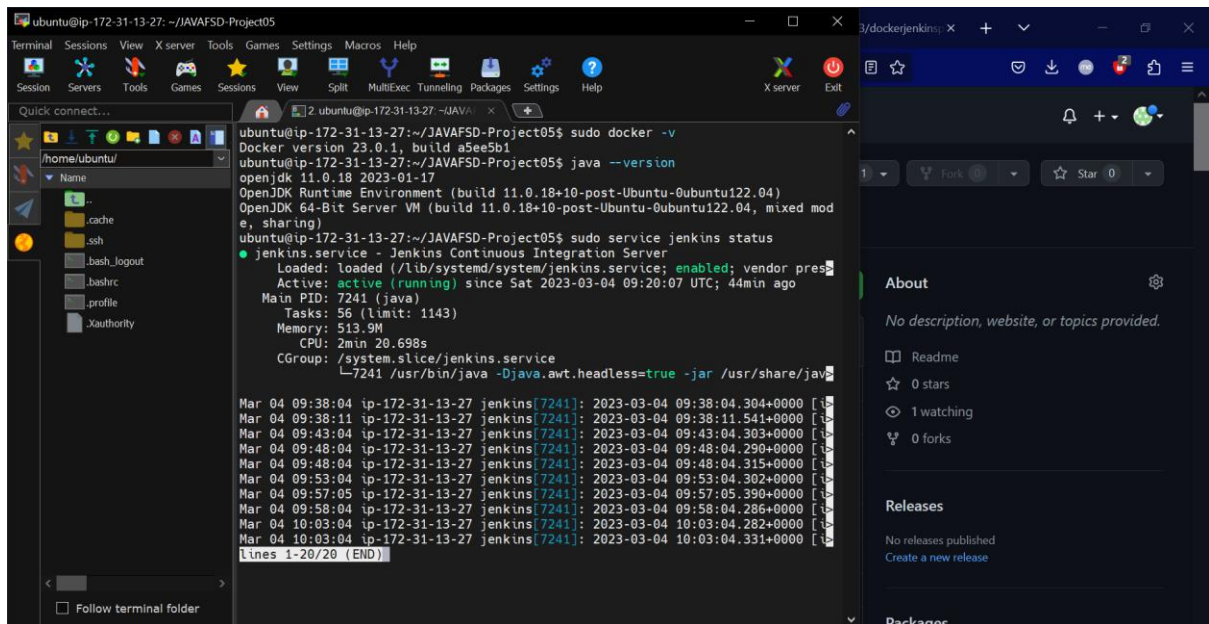 ubuntu@ip-172-31-13-27: ~/JAVAFSD-Project05
Terminal Sessions View X server Tools Games Settings Macros Help
Session Servers Tools Games Sessions View Split MultiExec Tunneling Packages Settings Help X server Exit
Quick connect...
2. ubuntu@ip-172-31-13-27: ~/JAVA
/home/ubuntu/
Name
..
.cache
.ssh
.bash_logout
.bashrc
.profile
.Xauthority
Follow terminal folder
ubuntu@ip-172-31-13-27:~/JAVAFSD-Project05$ sudo docker -v
Docker version 23.0.1, build a5ee5b1
ubuntu@ip-172-31-13-27:~/JAVAFSD-Project05$ java --version
openjdk 11.0.18 2023-01-17
OpenJDK Runtime Environment (build 11.0.18+10-post-Ubuntu-0ubuntu122.04)
OpenJDK 64-Bit Server VM (build 11.0.18+10-post-Ubuntu-0ubuntu122.04, mixed mod
e, sharing)
ubuntu@ip-172-31-13-27:~/JAVAFSD-Project05$ sudo service jenkins status
● jenkins.service - Jenkins Continuous Integration Server
Loaded: loaded (/lib/systemd/system/jenkins.service; enabled; vendor pres>
Active: active (running) since Sat 2023-03-04 09:20:07 UTC; 44min ago
Main PID: 7241 (java)
Tasks: 56 (limit: 1143)
Memory: 513.9M
CPU: 2min 20.698s
CGroup: /system.slice/jenkins.service
└─7241 /usr/bin/java -Djava.awt.headless=true -jar /usr/share/jav>
Mar 04 09:38:04 ip-172-31-13-27 jenkins[7241]: 2023-03-04 09:38:04.304+0000 [i>
Mar 04 09:38:11 ip-172-31-13-27 jenkins[7241]: 2023-03-04 09:38:11.541+0000 [i>
Mar 04 09:43:04 ip-172-31-13-27 jenkins[7241]: 2023-03-04 09:43:04.303+0000 [i>
Mar 04 09:48:04 ip-172-31-13-27 jenkins[7241]: 2023-03-04 09:48:04.290+0000 [i>
Mar 04 09:48:04 ip-172-31-13-27 jenkins[7241]: 2023-03-04 09:48:04.315+0000 [i>
Mar 04 09:53:04 ip-172-31-13-27 jenkins[7241]: 2023-03-04 09:53:04.302+0000 [i>
Mar 04 09:57:05 ip-172-31-13-27 jenkins[7241]: 2023-03-04 09:57:05.390+0000 [i>
Mar 04 09:58:04 ip-172-31-13-27 jenkins[7241]: 2023-03-04 09:58:04.286+0000 [i>
Mar 04 10:03:04 ip-172-31-13-27 jenkins[7241]: 2023-03-04 10:03:04.282+0000 [i>
Mar 04 10:03:04 ip-172-31-13-27 jenkins[7241]: 2023-03-04 10:03:04.331+0000 [i>
lines 1-20/20 (END)
3/dockerjenkinsp
2
1 Fork 0 Star 0
About
No description, website, or topics provided.
Readme
0 stars
1 watching
0 forks
Releases
No releases published
Create a new release
Packages